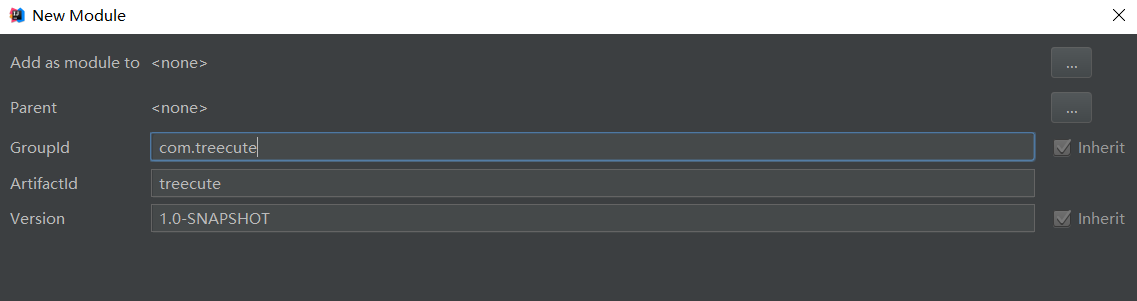 New Module
Add as module to <none> ...
Parent <none> ...
GroupId com.treecute Inherit
ArtifactId treecute
Version 1.0-SNAPSHOT Inherit